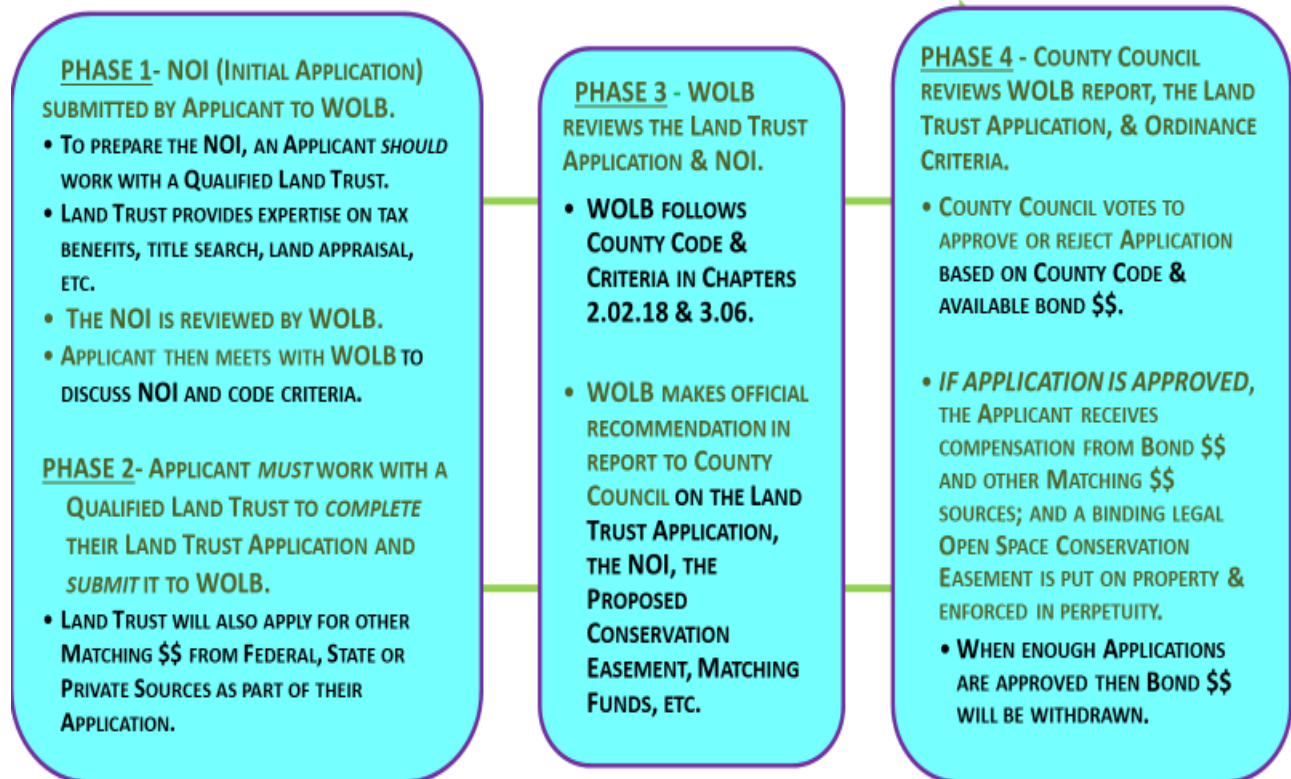 PHASE 1- NOI (INITIAL APPLICATION)
SUBMITTED BY APPLICANT TO WOLB.
• TO PREPARE THE NOI, AN APPLICANT SHOULD
WORK WITH A QUALIFIED LAND TRUST.
• LAND TRUST PROVIDES EXPERTISE ON TAX
BENEFITS, TITLE SEARCH, LAND APPRAISAL,
ETC.
• THE NOI IS REVIEWED BY WOLB.
• APPLICANT THEN MEETS WITH WOLB TO
DISCUSS NOI AND CODE CRITERIA.
PHASE 2- APPLICANT MUST WORK WITH A
QUALIFIED LAND TRUST TO COMPLETE
THEIR LAND TRUST APPLICATION AND
SUBMIT IT TO WOLB.
• LAND TRUST WILL ALSO APPLY FOR OTHER
MATCHING $$ FROM FEDERAL, STATE OR
PRIVATE SOURCES AS PART OF THEIR
APPLICATION.
PHASE 3 - WOLB
REVIEWS THE LAND TRUST
APPLICATION & NOI.
• WOLB FOLLOWS
COUNTY CODE &
CRITERIA IN CHAPTERS
2.02.18 & 3.06.
• WOLB MAKES OFFICIAL
RECOMMENDATION IN
REPORT TO COUNTY
COUNCIL ON THE LAND
TRUST APPLICATION,
THE NOI, THE
PROPOSED
CONSERVATION
EASEMENT, MATCHING
FUNDS, ETC.
PHASE 4 - COUNTY COUNCIL
REVIEWS WOLB REPORT, THE LAND
TRUST APPLICATION, & ORDINANCE
CRITERIA.
• COUNTY COUNCIL VOTES TO
APPROVE OR REJECT APPLICATION
BASED ON COUNTY CODE &
AVAILABLE BOND $$.
• IF APPLICATION IS APPROVED,
THE APPLICANT RECEIVES
COMPENSATION FROM BOND $$
AND OTHER MATCHING $$
SOURCES; AND A BINDING LEGAL
OPEN SPACE CONSERVATION
EASEMENT IS PUT ON PROPERTY &
ENFORCED IN PERPETUITY.
• WHEN ENOUGH APPLICATIONS
ARE APPROVED THEN BOND $$
WILL BE WITHDRAWN.